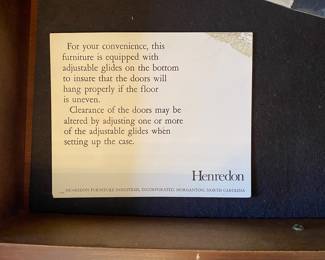 For your convenience, this
furniture is equipped with
adjustable glides on the bottom
to insure that the doors will
hang properly if the floor
is uneven.
Clearance of the doors may be
altered by adjusting one or more
of the adjustable glides when
setting up the case.
Henredon
HENREDON FURNITURE INDUSTRIES, INCORPORATED, MORGANTON, NORTH CAROLINA